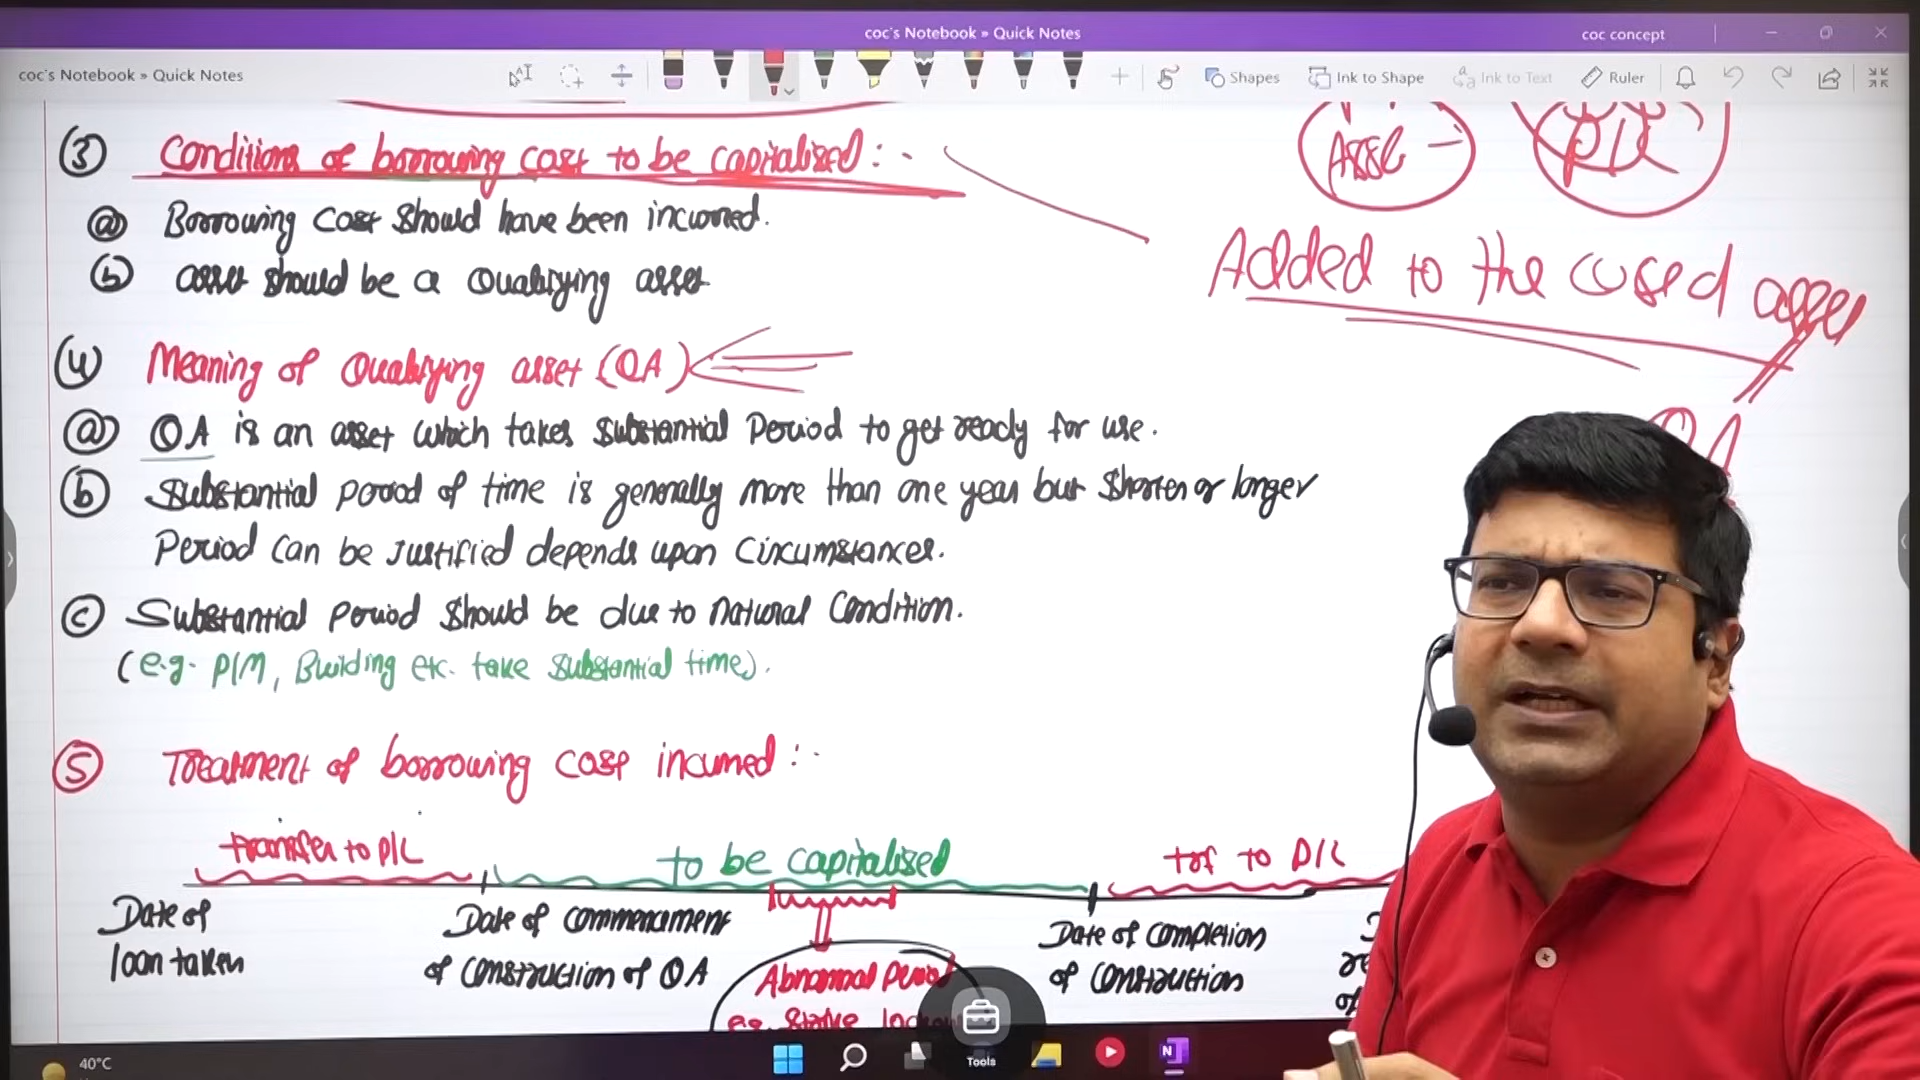 coc's Notebook » Quick Notes
coc concept
coc's Notebook » Quick Notes
Shapes
Ink to Shape
Ink to Text
Ruler
③ Conditions of borrowing cost to be capitalised :-
Asset
P/L
ⓐ Borrowing cost should have been incurred.
ⓑ asset should be a Qualifying asset
Added to the cost of asset
④ Meaning of Qualifying asset (QA)
QA
ⓐ QA is an asset which takes substantial Period to get ready for use.
ⓑ Substantial period of time is generally more than one year but shorter or longer
Period can be justified depends upon circumstances.
ⓒ Substantial period should be due to natural condition.
(e.g. P/M, Building etc. take substantial time).
⑤ Treatment of borrowing cost incurred :-
transfer to P/L
to be capitalised
trf to P/L
Date of
loan taken
Date of commencement
of construction of QA
Date of completion
of construction
Abnormal Period
eg. strike
Tools
40°C